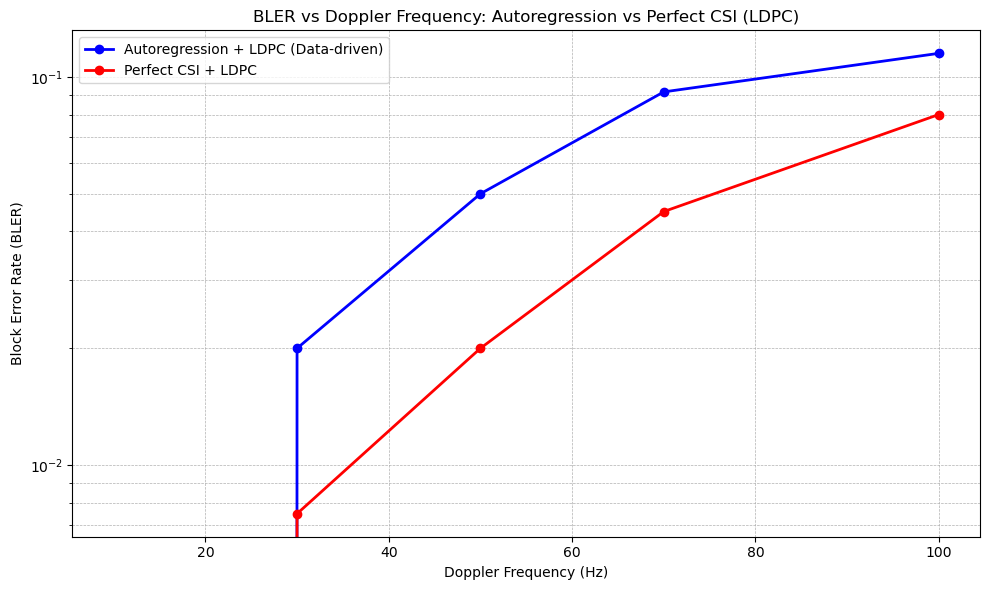 BLER vs Doppler Frequency: Autoregression vs Perfect CSI (LDPC)
Autoregression + LDPC (Data-driven)
Perfect CSI + LDPC
Block Error Rate (BLER)
10⁻¹
10⁻²
20 40 60 80 100
Doppler Frequency (Hz)